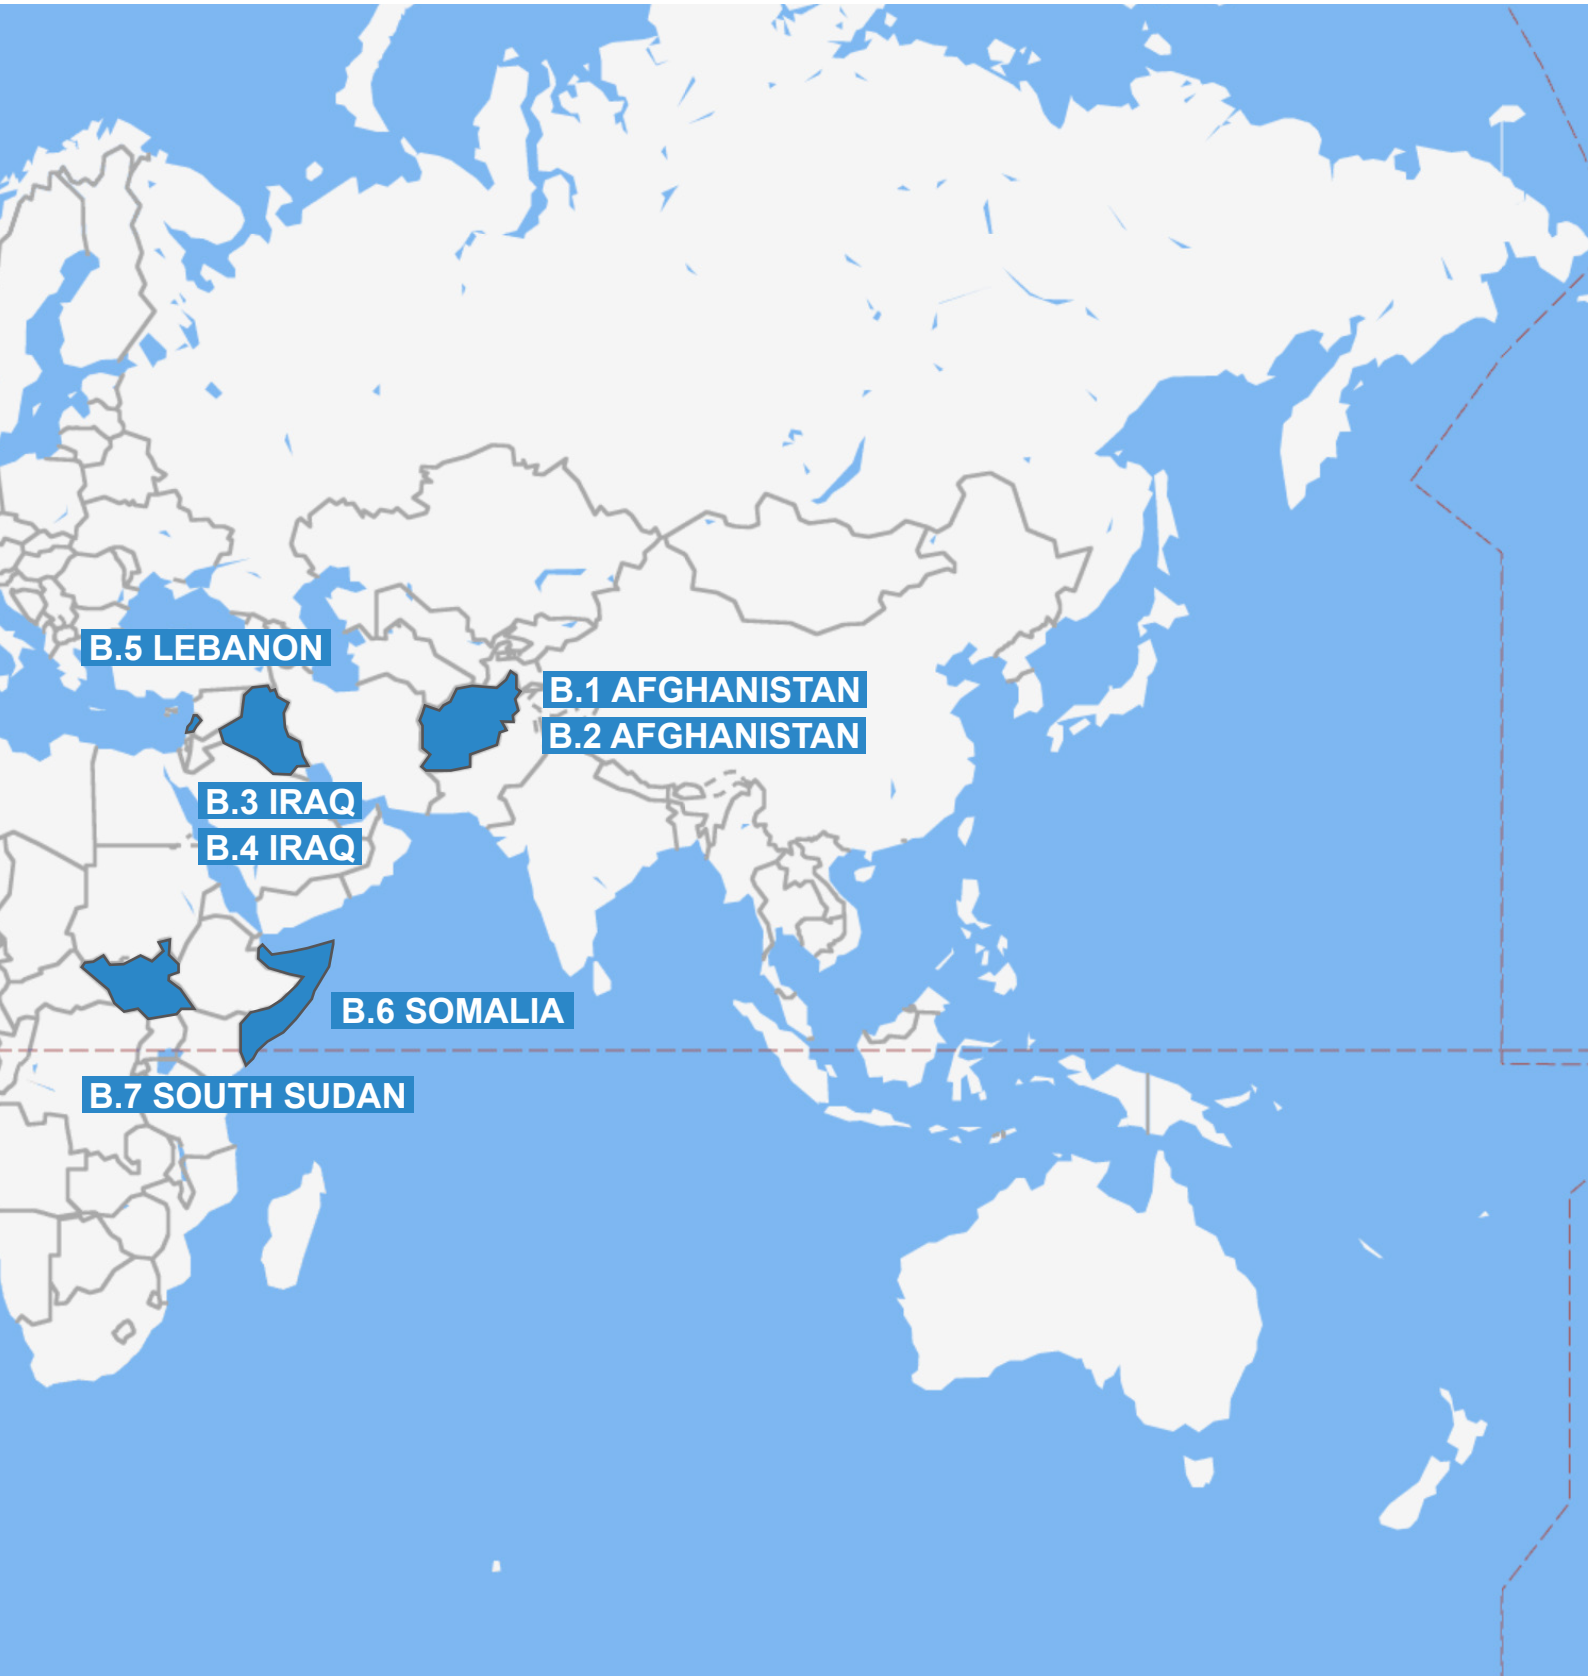 B.5 LEBANON
B.1 AFGHANISTAN
B.2 AFGHANISTAN
B.3 IRAQ
B.4 IRAQ
B.6 SOMALIA
B.7 SOUTH SUDAN